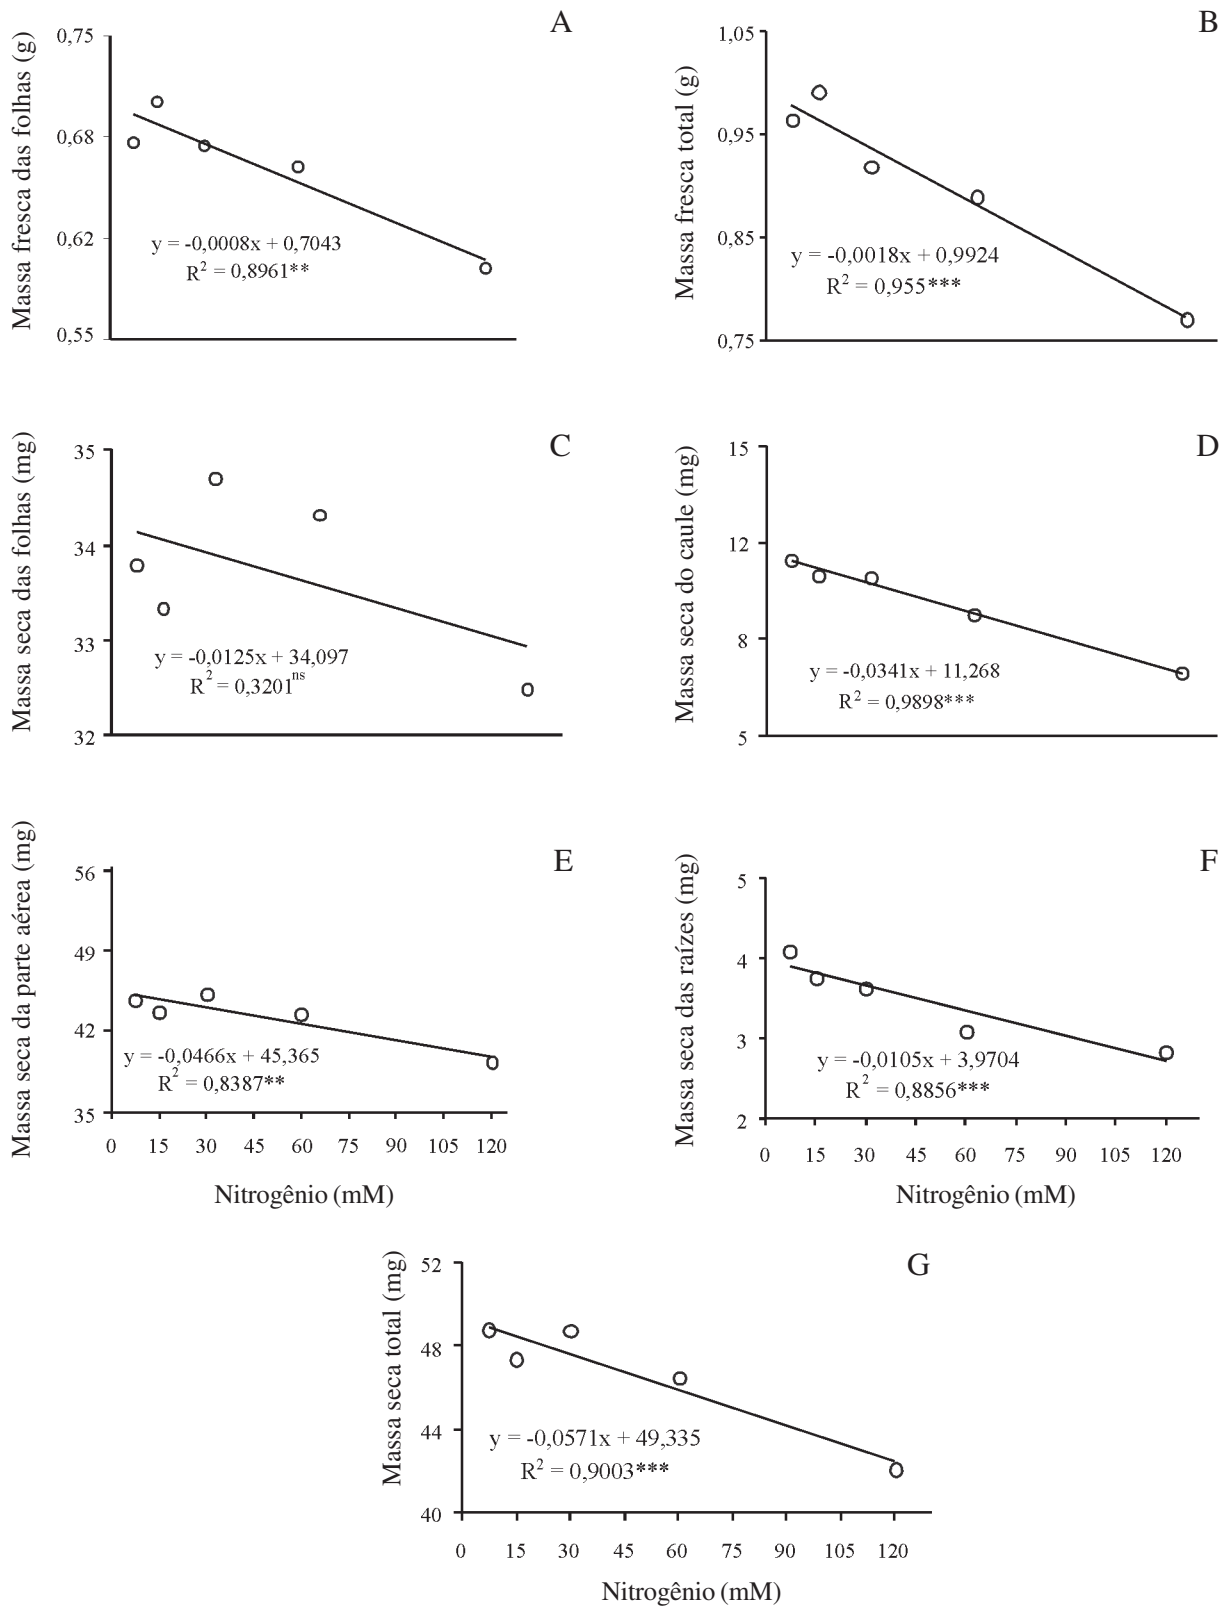 A
Massa fresca das folhas (g)
0,75
0,68
0,62
0,55
y = -0,0008x + 0,7043
R² = 0,8961**
B
Massa fresca total (g)
1,05
0,95
0,85
0,75
y = -0,0018x + 0,9924
R² = 0,955***
C
Massa seca das folhas (mg)
35
34
33
32
y = -0,0125x + 34,097
R² = 0,3201ns
D
Massa seca do caule (mg)
15
12
8
5
y = -0,0341x + 11,268
R² = 0,9898***
E
Massa seca da parte aérea (mg)
56
49
42
35
y = -0,0466x + 45,365
R² = 0,8387**
0 15 30 45 60 75 90 105 120
Nitrogênio (mM)
F
Massa seca das raízes (mg)
5
4
3
2
y = -0,0105x + 3,9704
R² = 0,8856***
0 15 30 45 60 75 90 105 120
Nitrogênio (mM)
G
Massa seca total (mg)
52
48
44
40
y = -0,0571x + 49,335
R² = 0,9003***
0 15 30 45 60 75 90 105 120
Nitrogênio (mM)